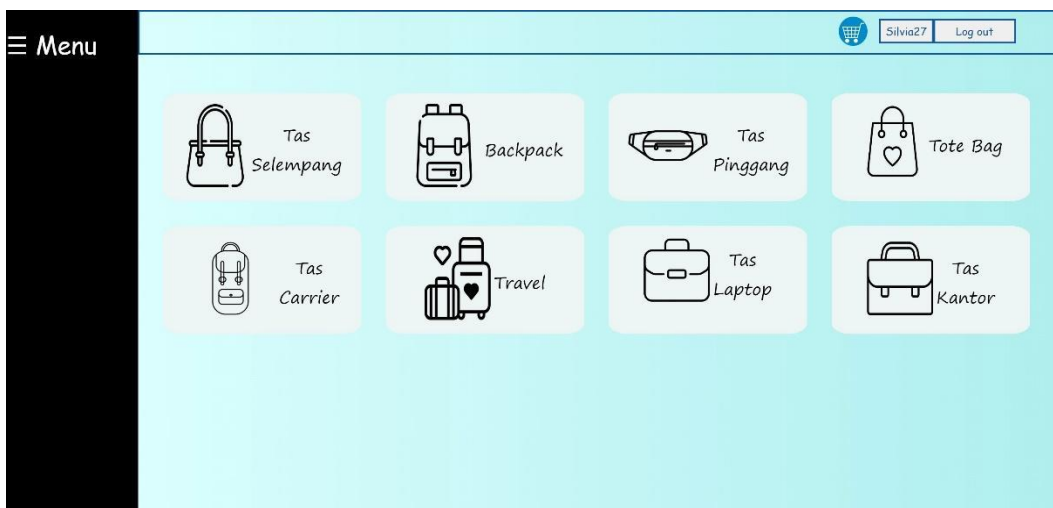 ☰ Menu
Silvia27
Log out
Tas
Selempang
Backpack
Tas
Pinggang
Tote Bag
Tas
Carrier
Travel
Tas
Laptop
Tas
Kantor